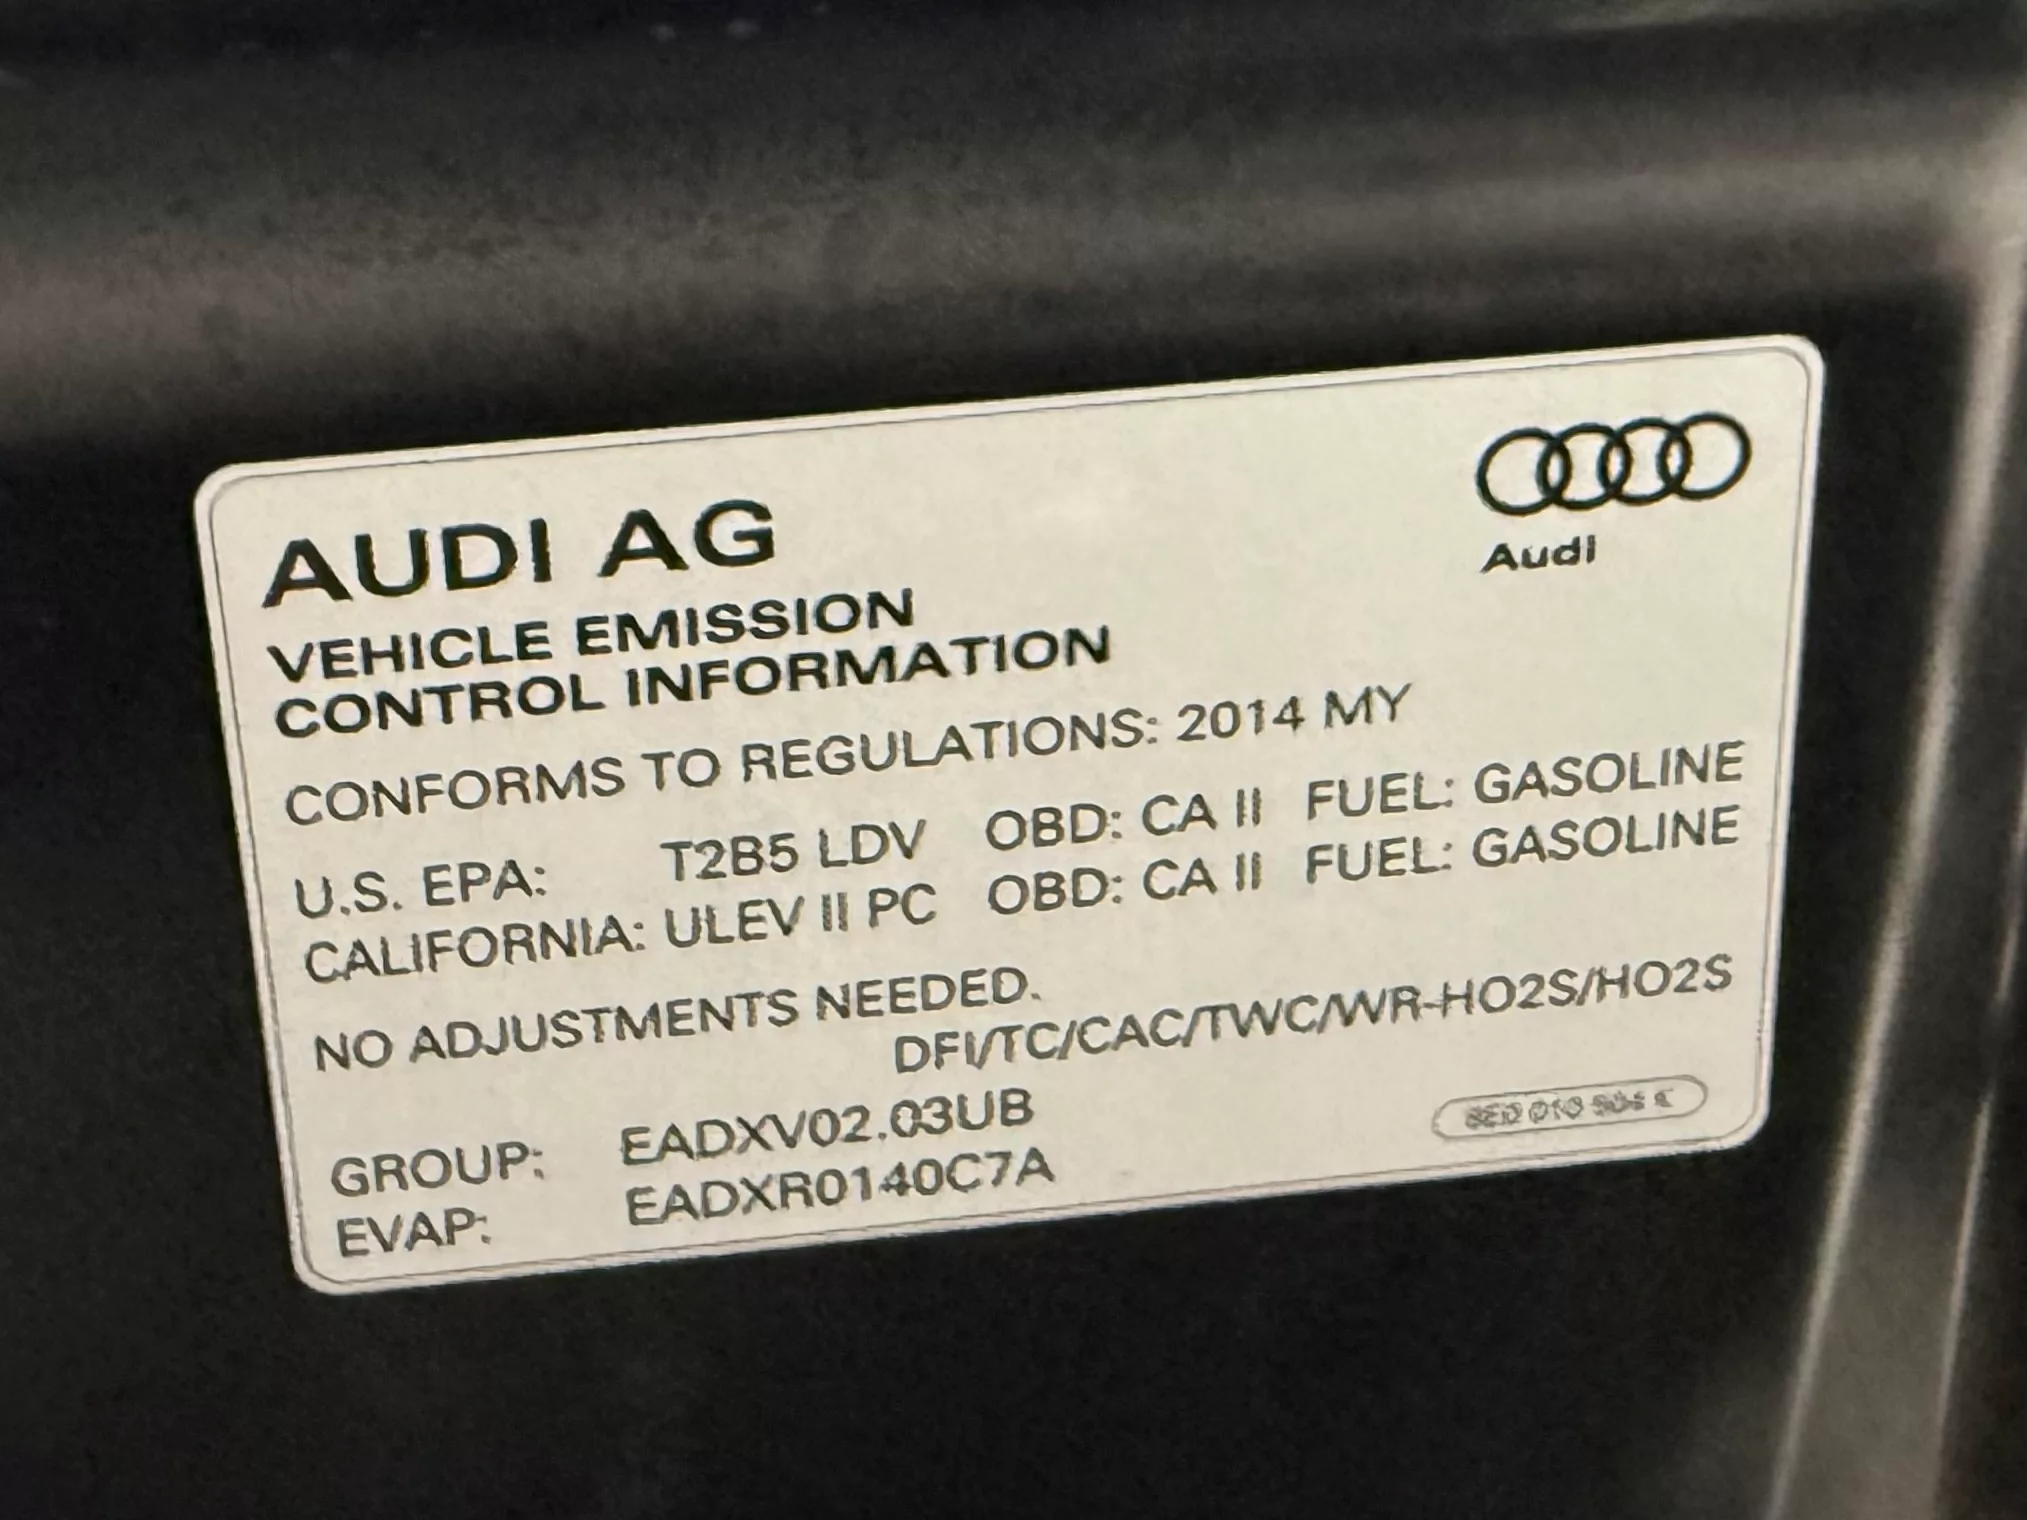 AUDI AG
Audi
VEHICLE EMISSION
CONTROL INFORMATION
CONFORMS TO REGULATIONS: 2014 MY
U.S. EPA: T2B5 LDV OBD: CA II FUEL: GASOLINE
CALIFORNIA: ULEV II PC OBD: CA II FUEL: GASOLINE
NO ADJUSTMENTS NEEDED.
DFI/TC/CAC/TWC/WR-HO2S/HO2S
GROUP: EADXV02.03UB
EVAP: EADXR0140C7A